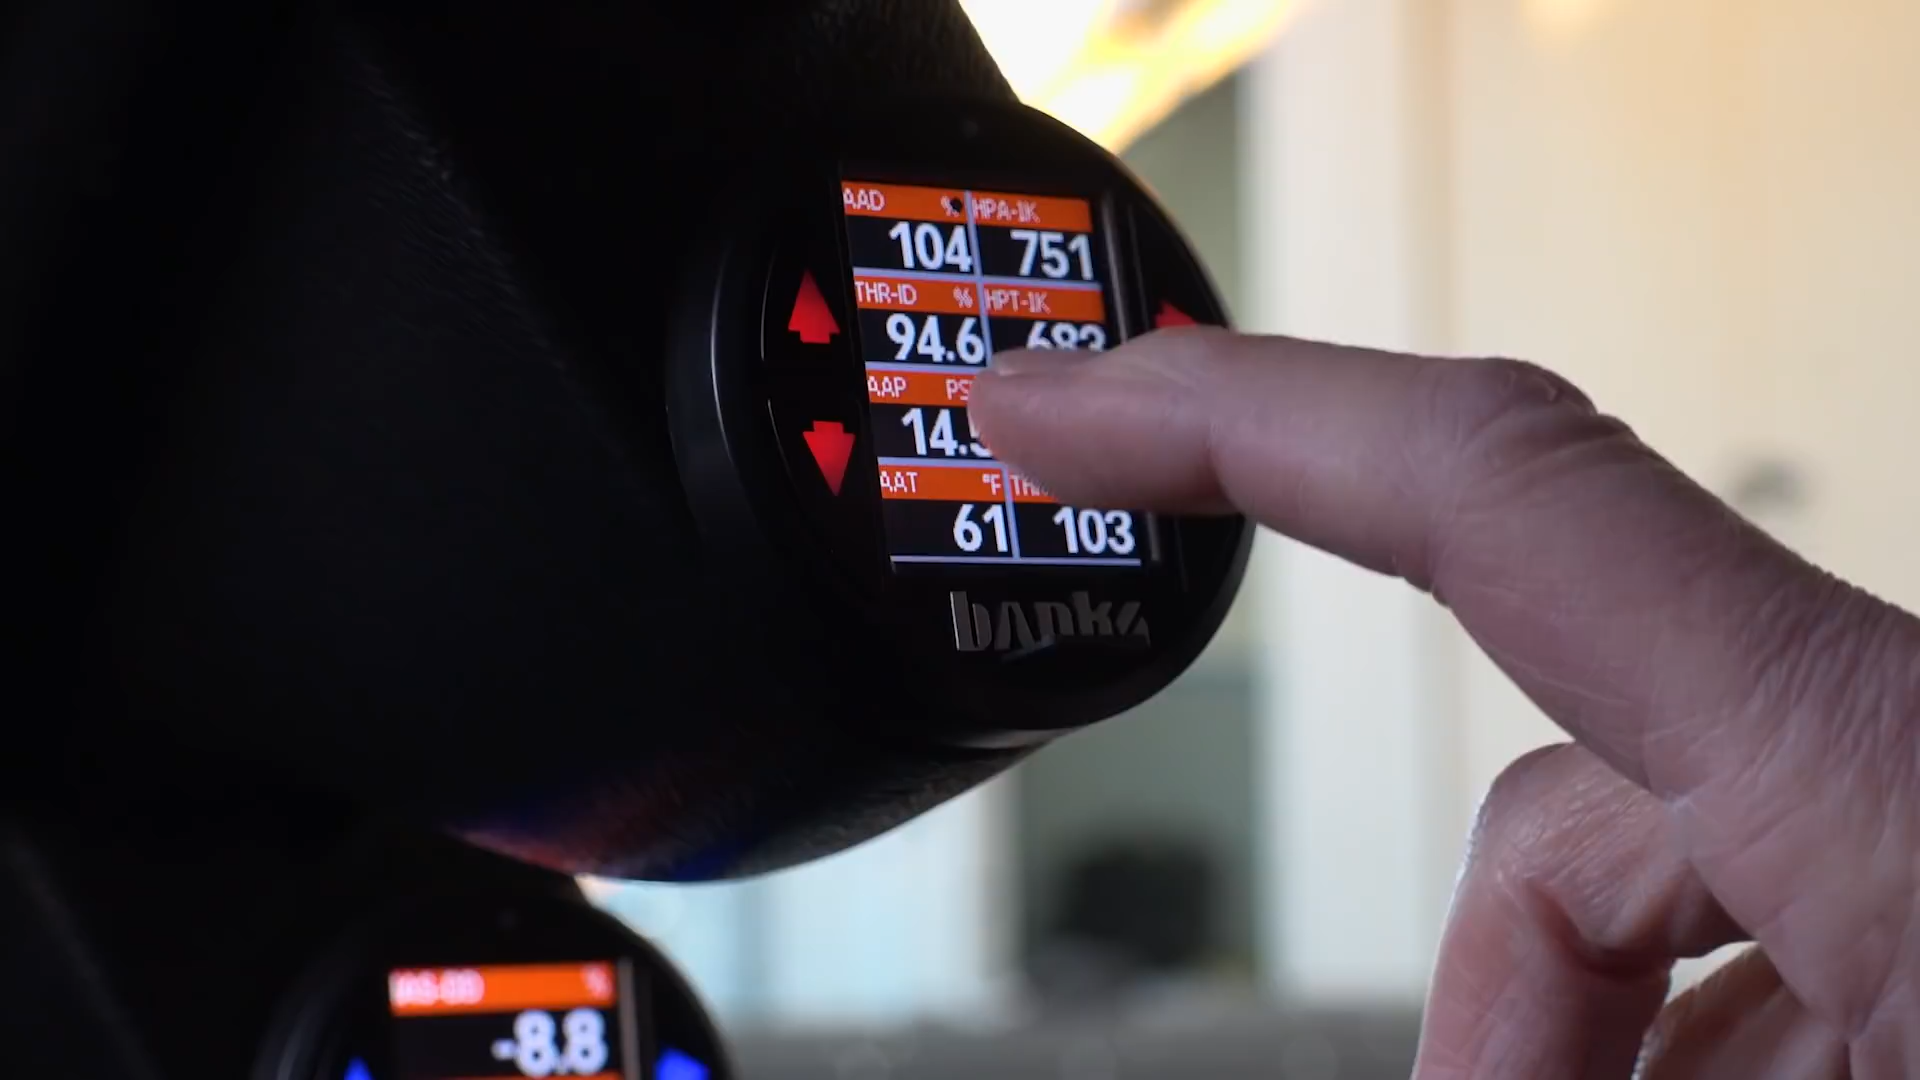 AAD % HPA-1K
104 751
THR-ID % HPT-1K
94.6 683
AAP
14.5
AAT °F
61 103
banks
-8.8